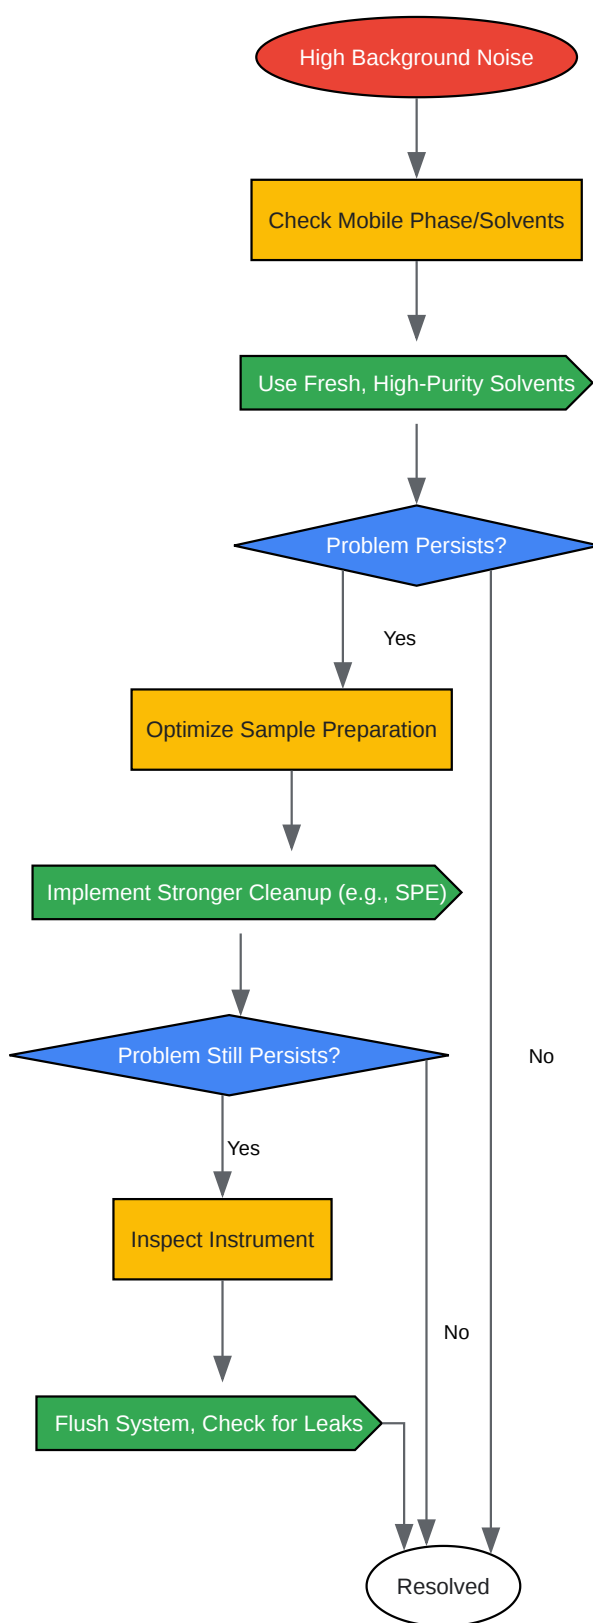 High Background Noise
Check Mobile Phase/Solvents
Use Fresh, High-Purity Solvents
Problem Persists?
Yes
Optimize Sample Preparation
Implement Stronger Cleanup (e.g., SPE)
Problem Still Persists?
No
Yes
Inspect Instrument
No
Flush System, Check for Leaks
Resolved